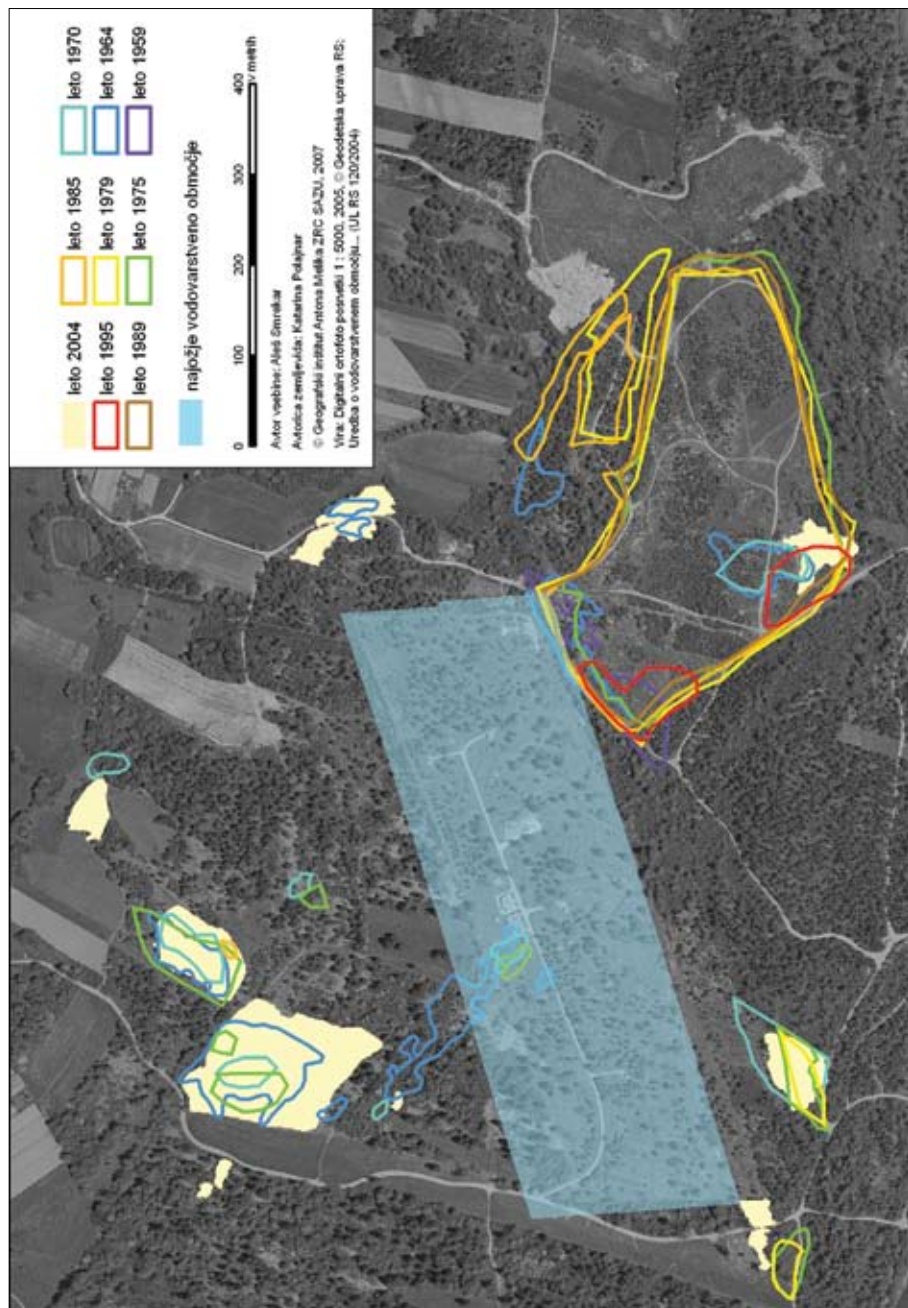 leto 2004
leto 1995
leto 1989
leto 1985
leto 1979
leto 1975
leto 1970
leto 1964
leto 1959
najožje vodovarstveno območje
0 100 200 300 400
v metrih
Avtor vsebine: Aleš Smrekar
Avtorica zemljevida: Katarina Polajnar
© Geografski inštitut Antona Melika ZRC SAZU, 2007
Vira: Digitalni ortofoto posnetki 1 : 5000, 2005, © Geodetska uprava RS;
Uredba o vodovarstvenem območju... (UL RS 120/2004)